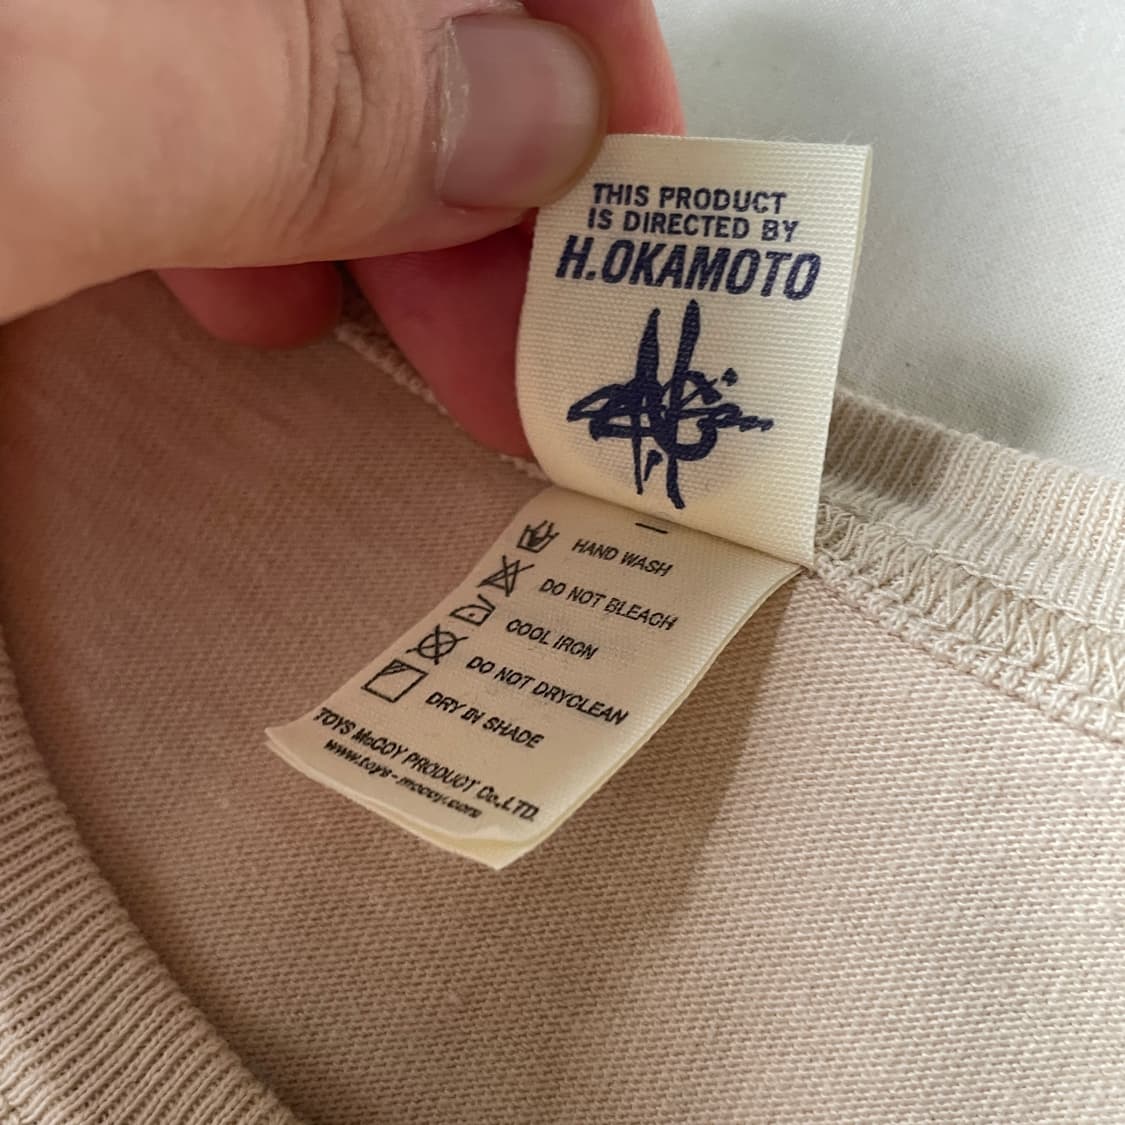 THIS PRODUCT
IS DIRECTED BY
H.OKAMOTO
HAND WASH
DO NOT BLEACH
COOL IRON
DO NOT DRYCLEAN
DRY IN SHADE
TOYS McCOY PRODUCT Co.,LTD.
www.toys-mccoy.com